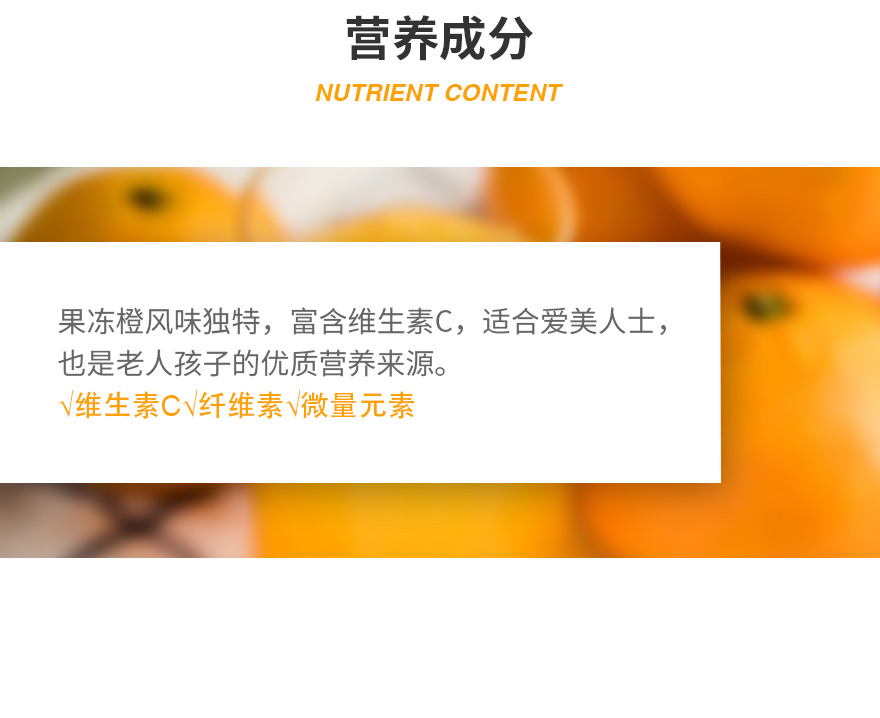 营养成分
NUTRIENT CONTENT
果冻橙风味独特，富含维生素C，适合爱美人士，
也是老人孩子的优质营养来源。
√维生素C√纤维素√微量元素